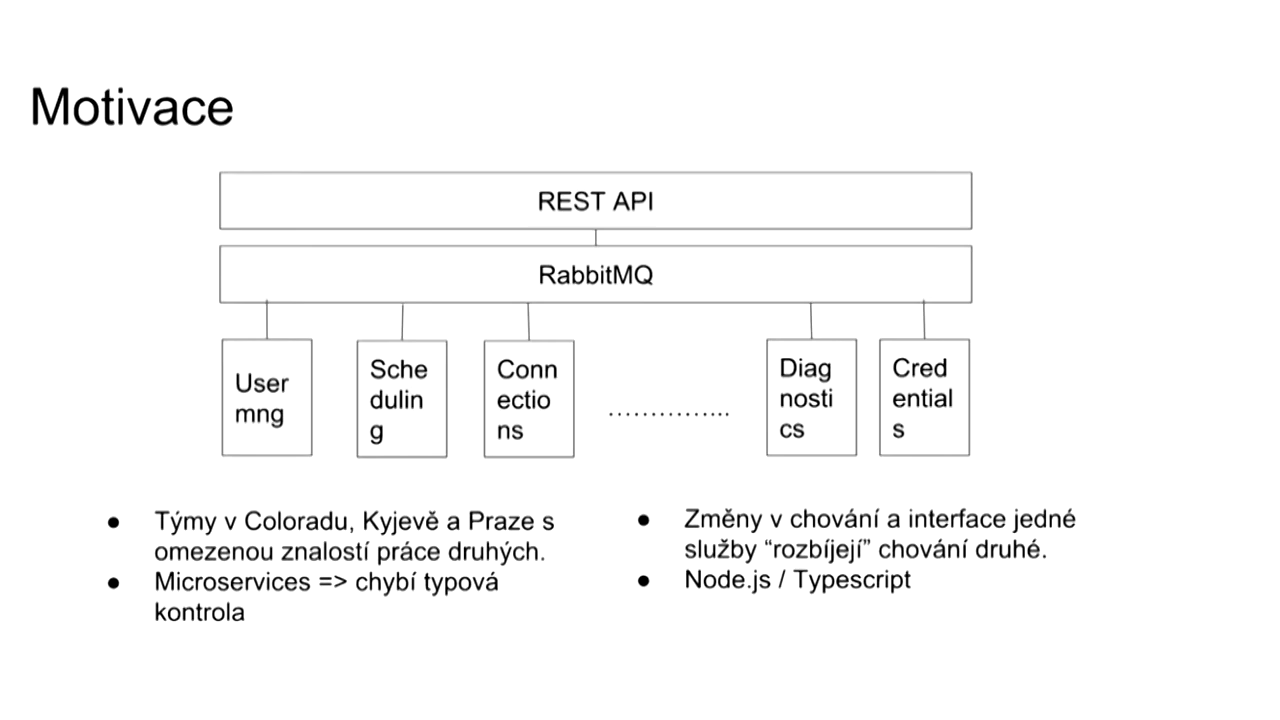 Motivace
REST API
RabbitMQ
User
mng
Sche
dulin
g
Conn
ectio
ns
…………...
Diag
nosti
cs
Cred
ential
s
● Týmy v Coloradu, Kyjevě a Praze s
omezenou znalostí práce druhých.
● Microservices => chybí typová
kontrola
● Změny v chování a interface jedné
služby “rozbíjejí” chování druhé.
● Node.js / Typescript